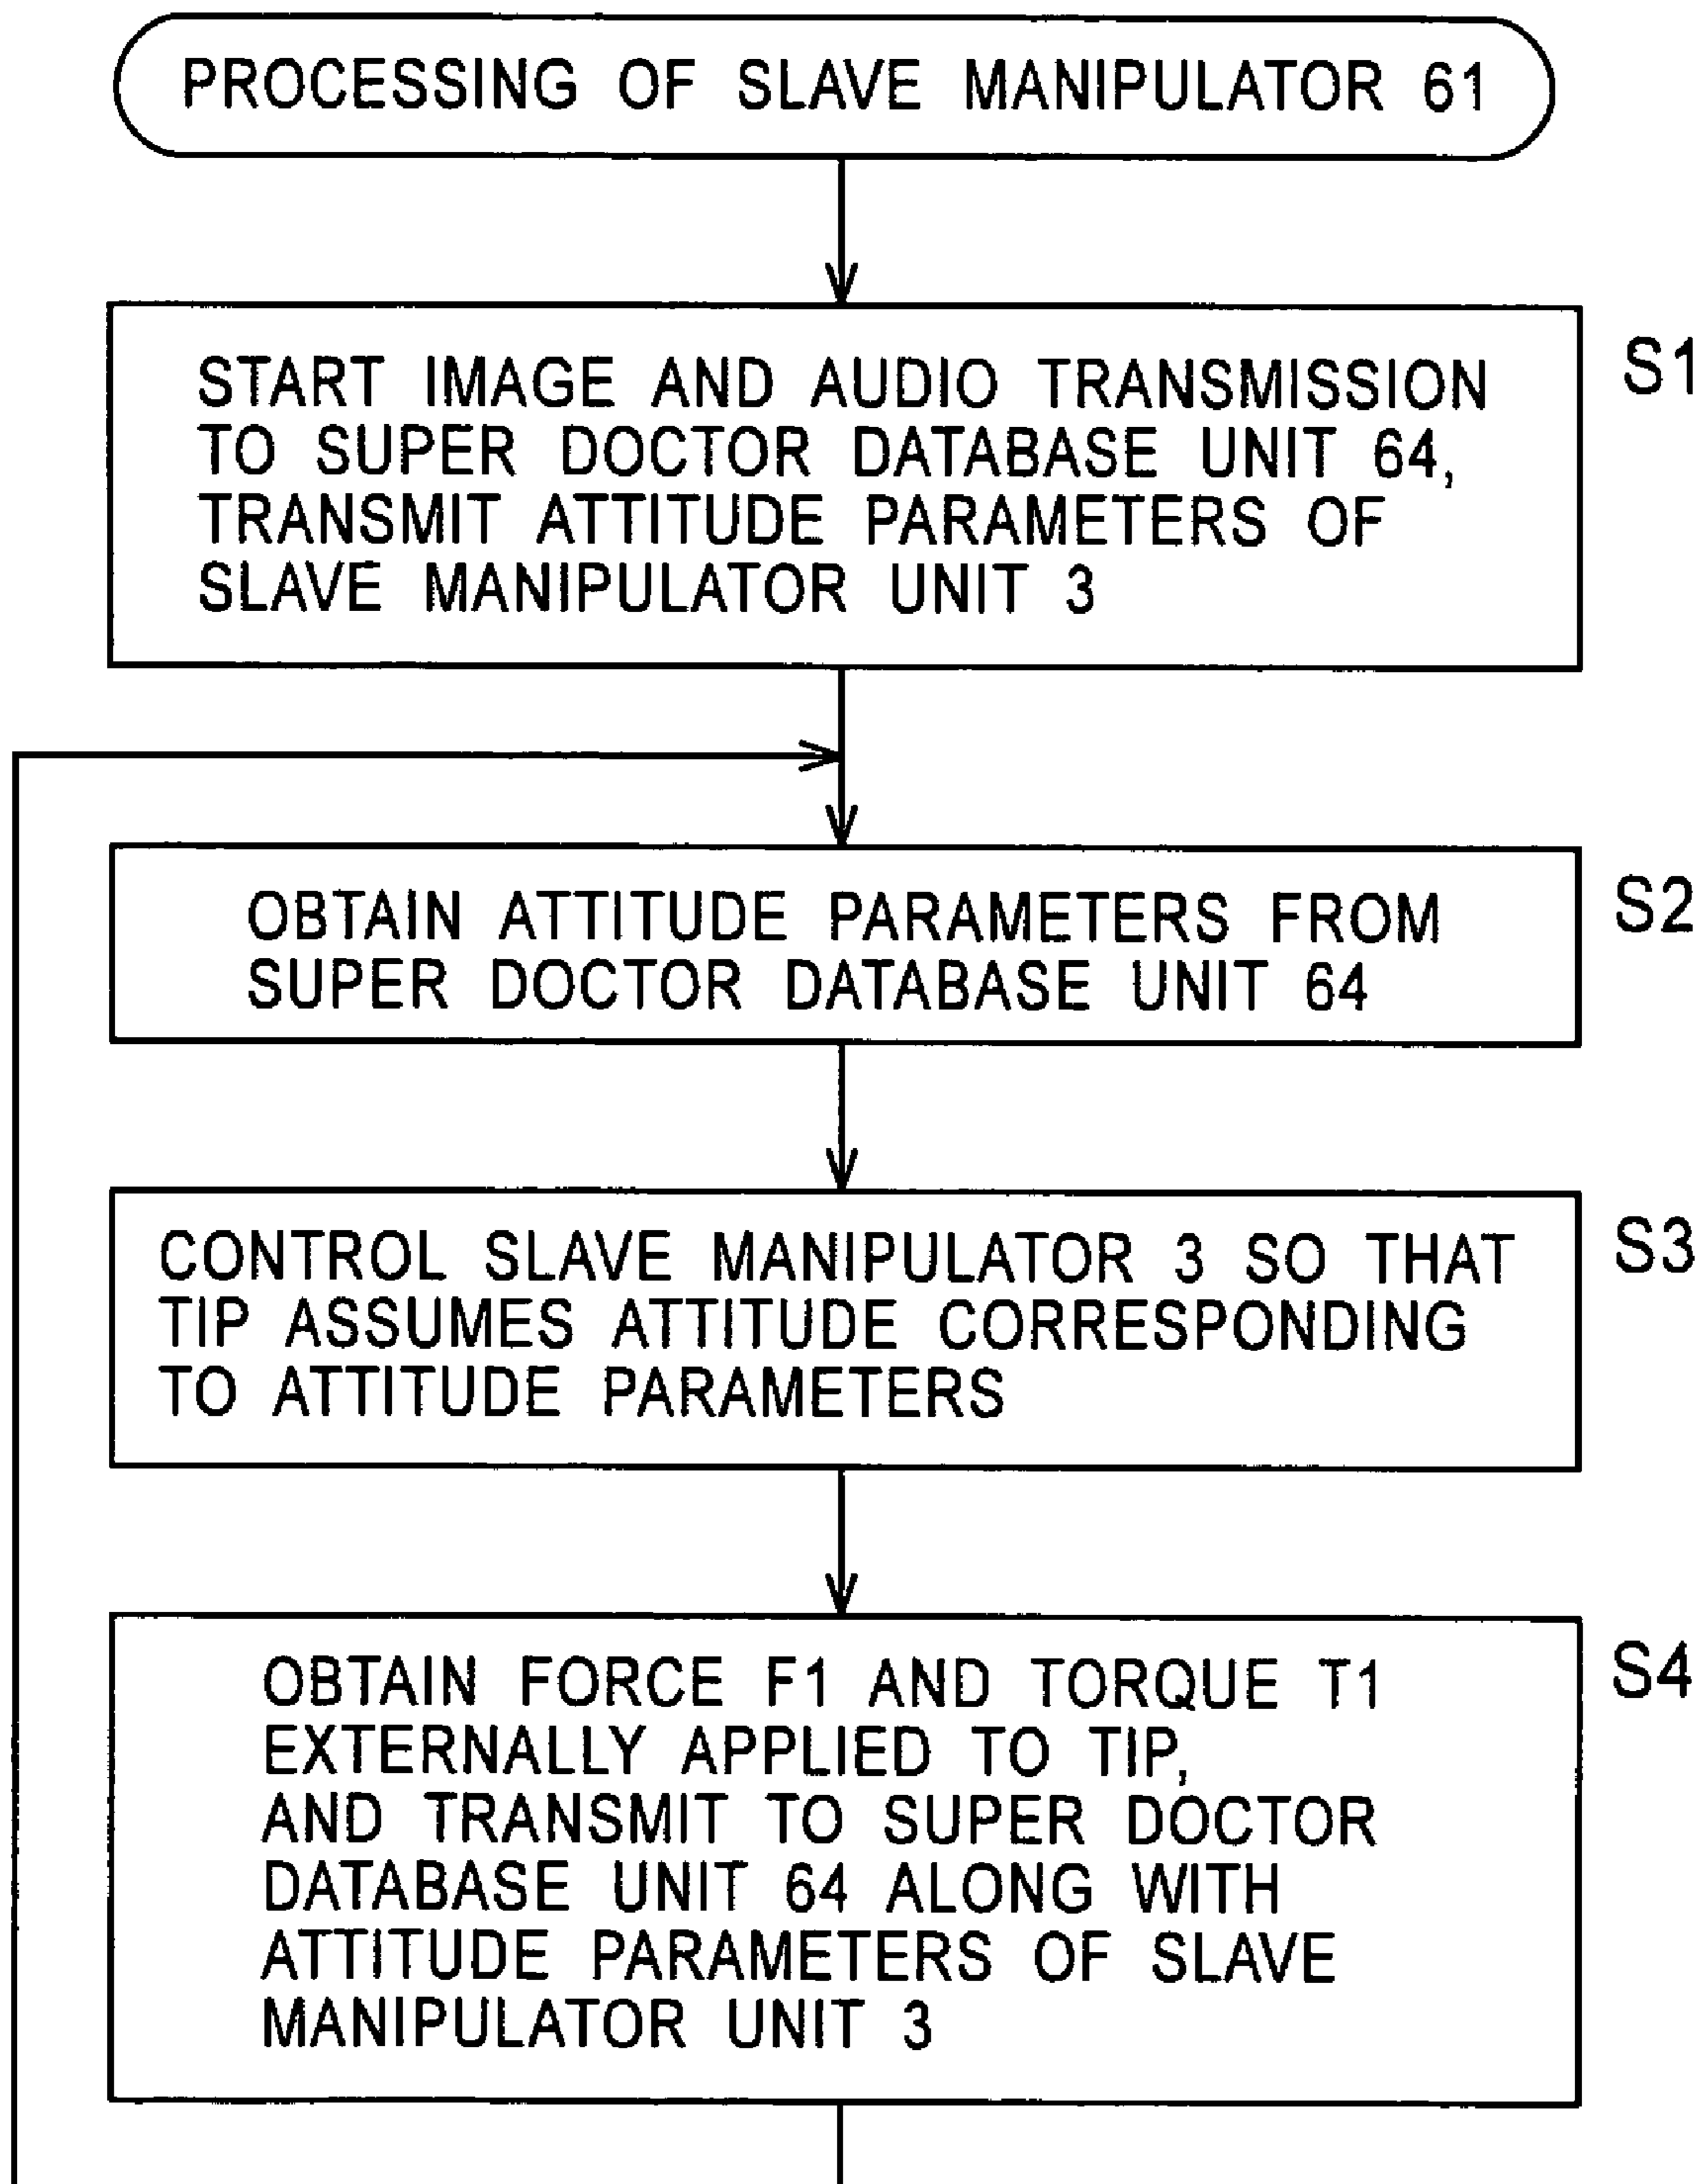 PROCESSING OF SLAVE MANIPULATOR 61
START IMAGE AND AUDIO TRANSMISSION
TO SUPER DOCTOR DATABASE UNIT 64,
TRANSMIT ATTITUDE PARAMETERS OF
SLAVE MANIPULATOR UNIT 3
S1
OBTAIN ATTITUDE PARAMETERS FROM
SUPER DOCTOR DATABASE UNIT 64
S2
CONTROL SLAVE MANIPULATOR 3 SO THAT
TIP ASSUMES ATTITUDE CORRESPONDING
TO ATTITUDE PARAMETERS
S3
OBTAIN FORCE F1 AND TORQUE T1
EXTERNALLY APPLIED TO TIP,
AND TRANSMIT TO SUPER DOCTOR
DATABASE UNIT 64 ALONG WITH
ATTITUDE PARAMETERS OF SLAVE
MANIPULATOR UNIT 3
S4